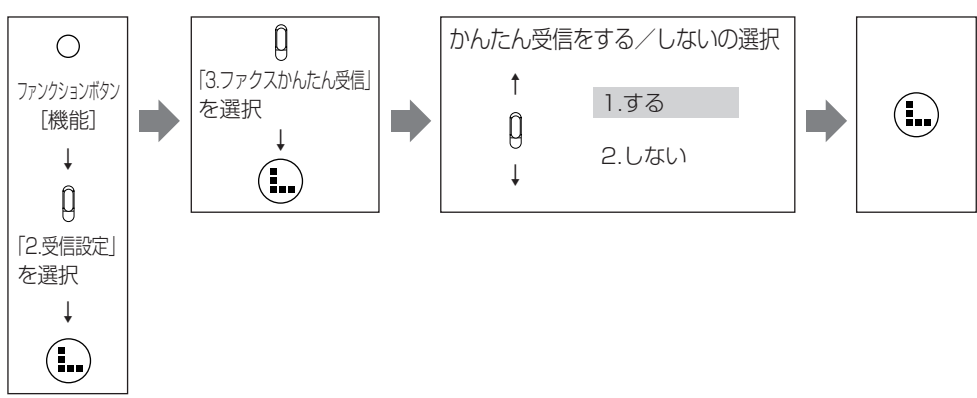 ファンクションボタン
[機能]
「2.受信設定」
を選択
「3.ファクスかんたん受信」
を選択
かんたん受信をする／しないの選択
1.する
2.しない